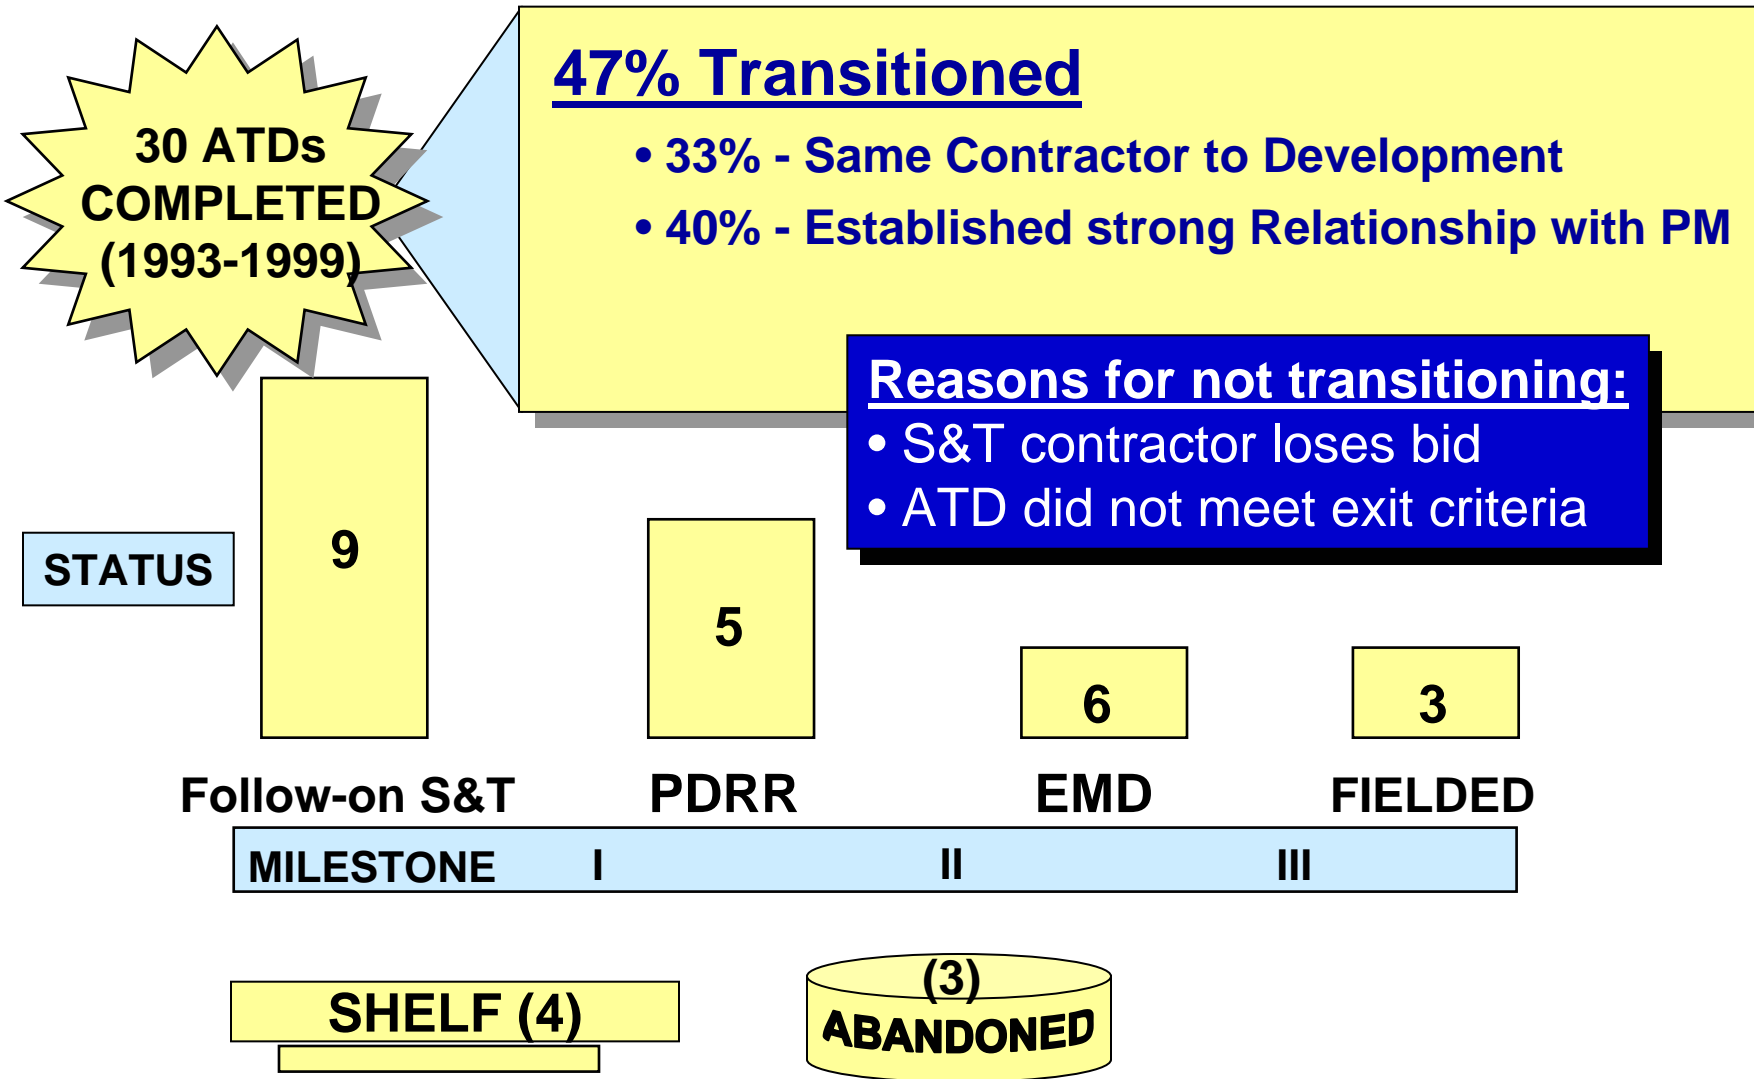 30 ATDs
COMPLETED
(1993-1999)
47% Transitioned
• 33% - Same Contractor to Development
• 40% - Established strong Relationship with PM
Reasons for not transitioning:
• S&T contractor loses bid
• ATD did not meet exit criteria
STATUS
9
5
6
3
Follow-on S&T
PDRR
EMD
FIELDED
MILESTONE I II III
SHELF (4)
(3)
ABANDONED